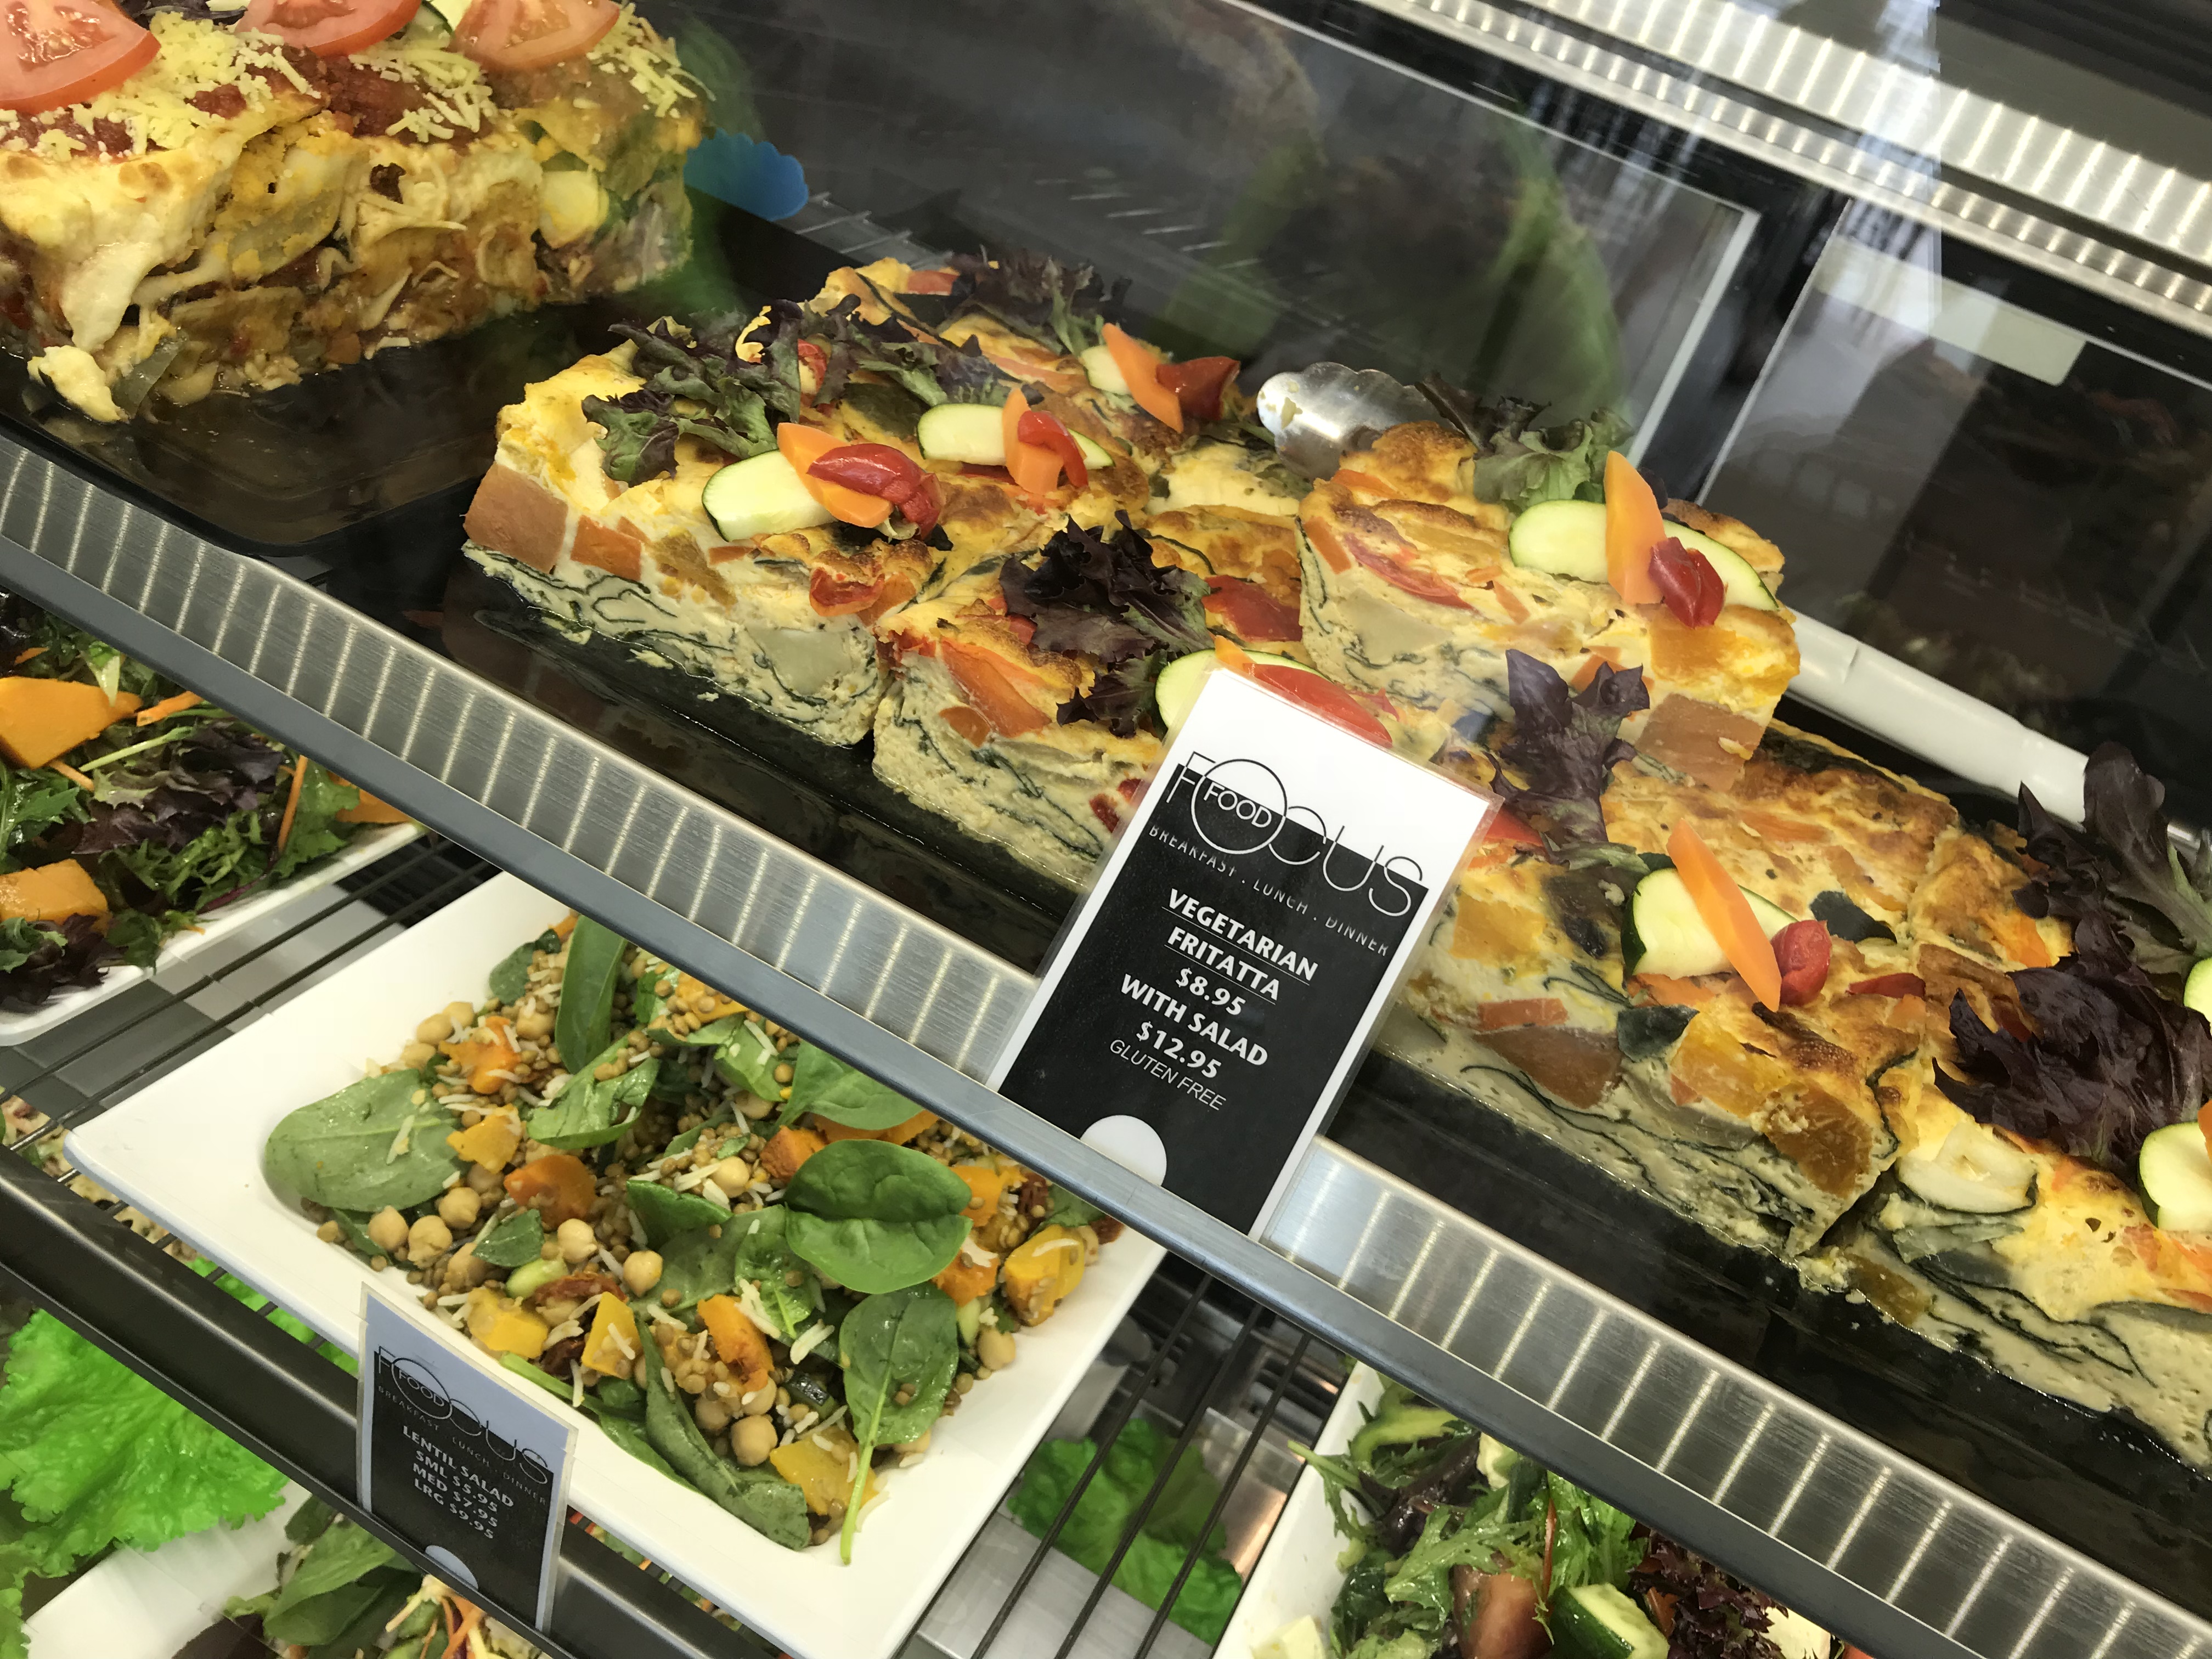 FOOD
FOCUS
BREAKFAST . LUNCH . DINNER
VEGETARIAN
FRITATTA
$8.95
WITH SALAD
$12.95
GLUTEN FREE
FOOD
FOCUS
BREAKFAST . LUNCH . DINNER
LENTIL SALAD
SML $5.95
MED $7.95
LRG $9.95